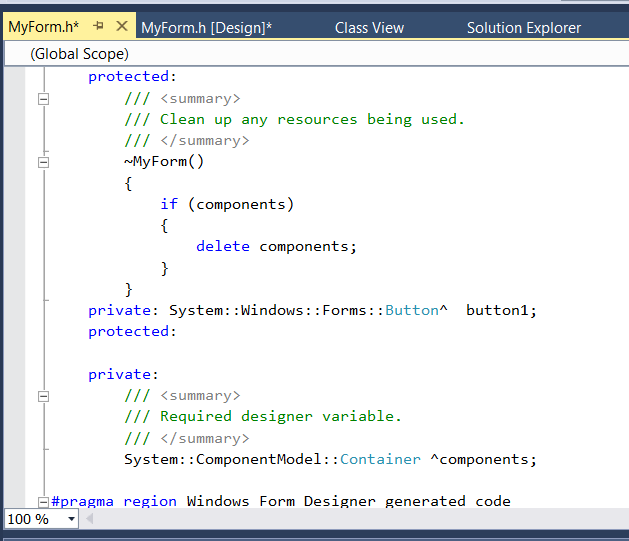 MyForm.h* MyForm.h [Design]* Class View Solution Explorer
(Global Scope)
protected:
/// <summary>
/// Clean up any resources being used.
/// </summary>
~MyForm()
{
if (components)
{
delete components;
}
}
private: System::Windows::Forms::Button^  button1;
protected:
private:
/// <summary>
/// Required designer variable.
/// </summary>
System::ComponentModel::Container ^components;
#pragma region Windows Form Designer generated code
100 %